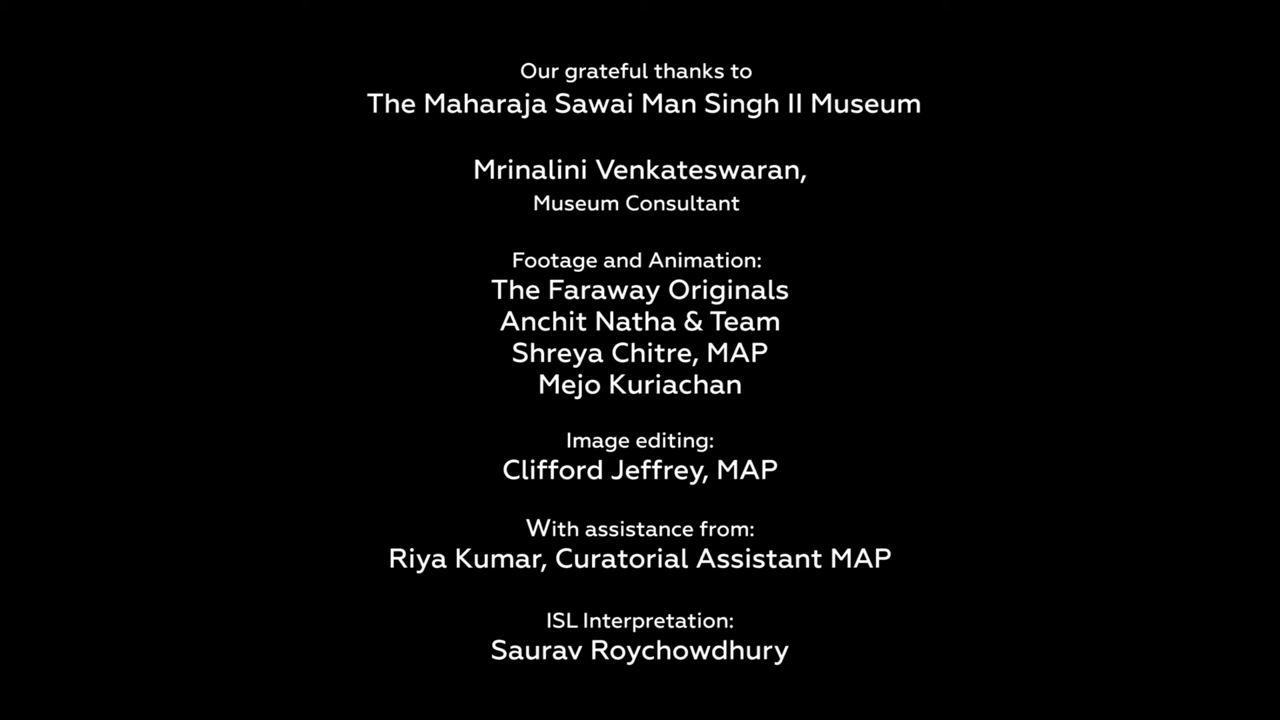 Our grateful thanks to
The Maharaja Sawai Man Singh II Museum
Mrinalini Venkateswaran,
Museum Consultant
Footage and Animation:
The Faraway Originals
Anchit Natha & Team
Shreya Chitre, MAP
Mejo Kuriachan
Image editing:
Clifford Jeffrey, MAP
With assistance from:
Riya Kumar, Curatorial Assistant MAP
ISL Interpretation:
Saurav Roychowdhury